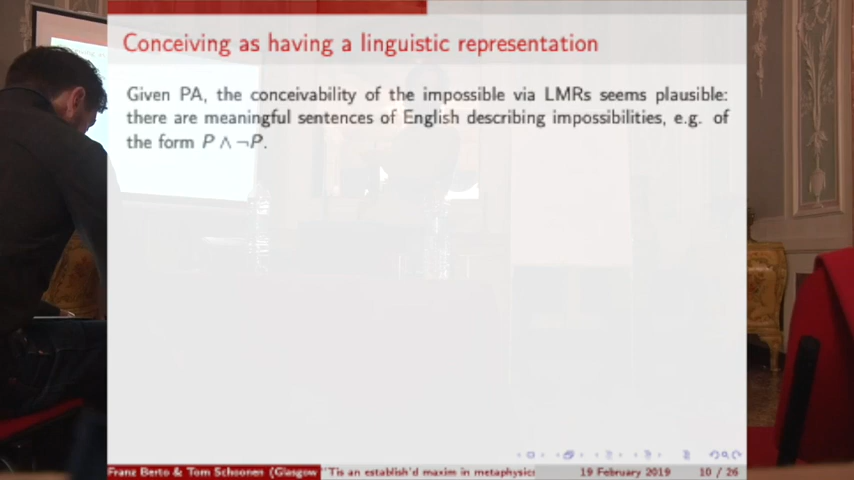 Conceiving as having a linguistic representation
Given PA, the conceivability of the impossible via LMRs seems plausible:
there are meaningful sentences of English describing impossibilities, e.g. of
the form P ∧ ¬P.
Franz Berto & Tom Schoonen (Glasgow "'Tis an establish'd maxim in metaphysics 19 February 2019 10 / 26